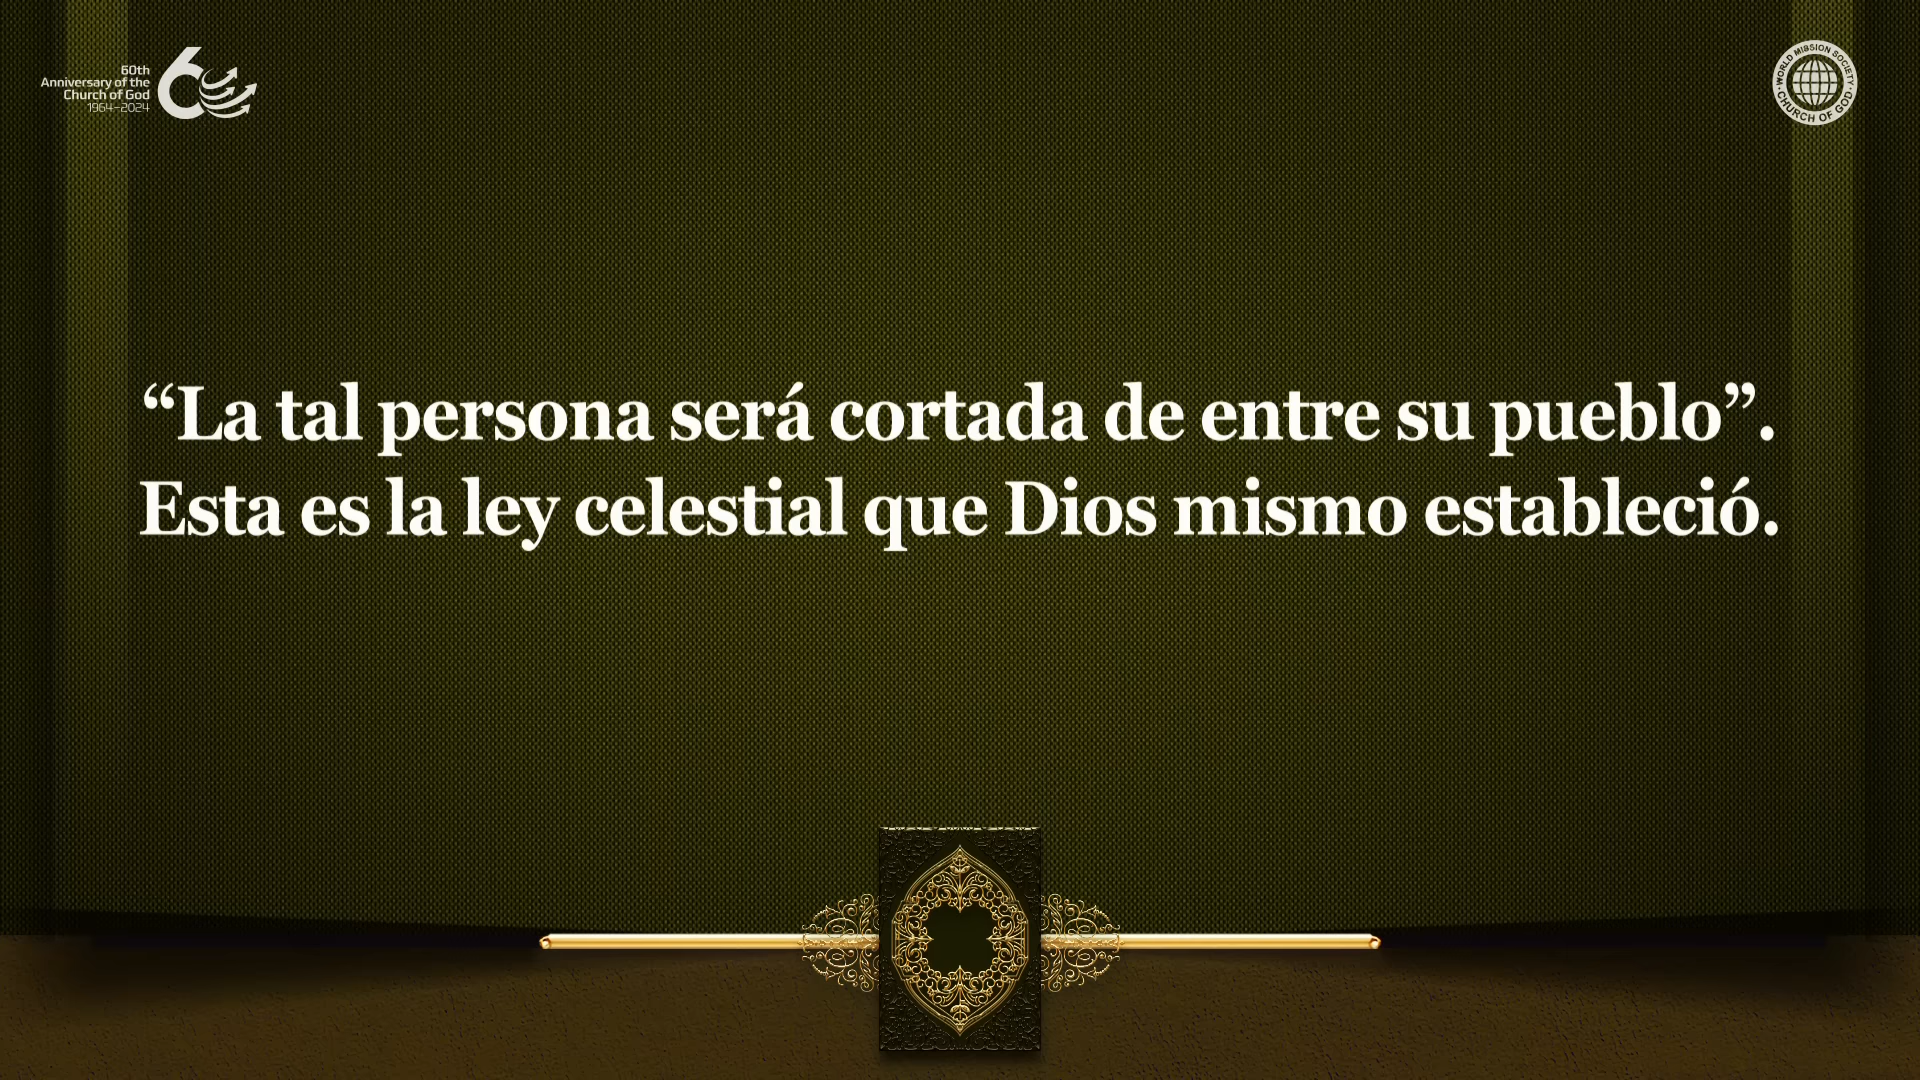 60th
Anniversary of the
Church of God
1964–2024
WORLD MISSION SOCIETY
CHURCH OF GOD
“La tal persona será cortada de entre su pueblo”.
Esta es la ley celestial que Dios mismo estableció.